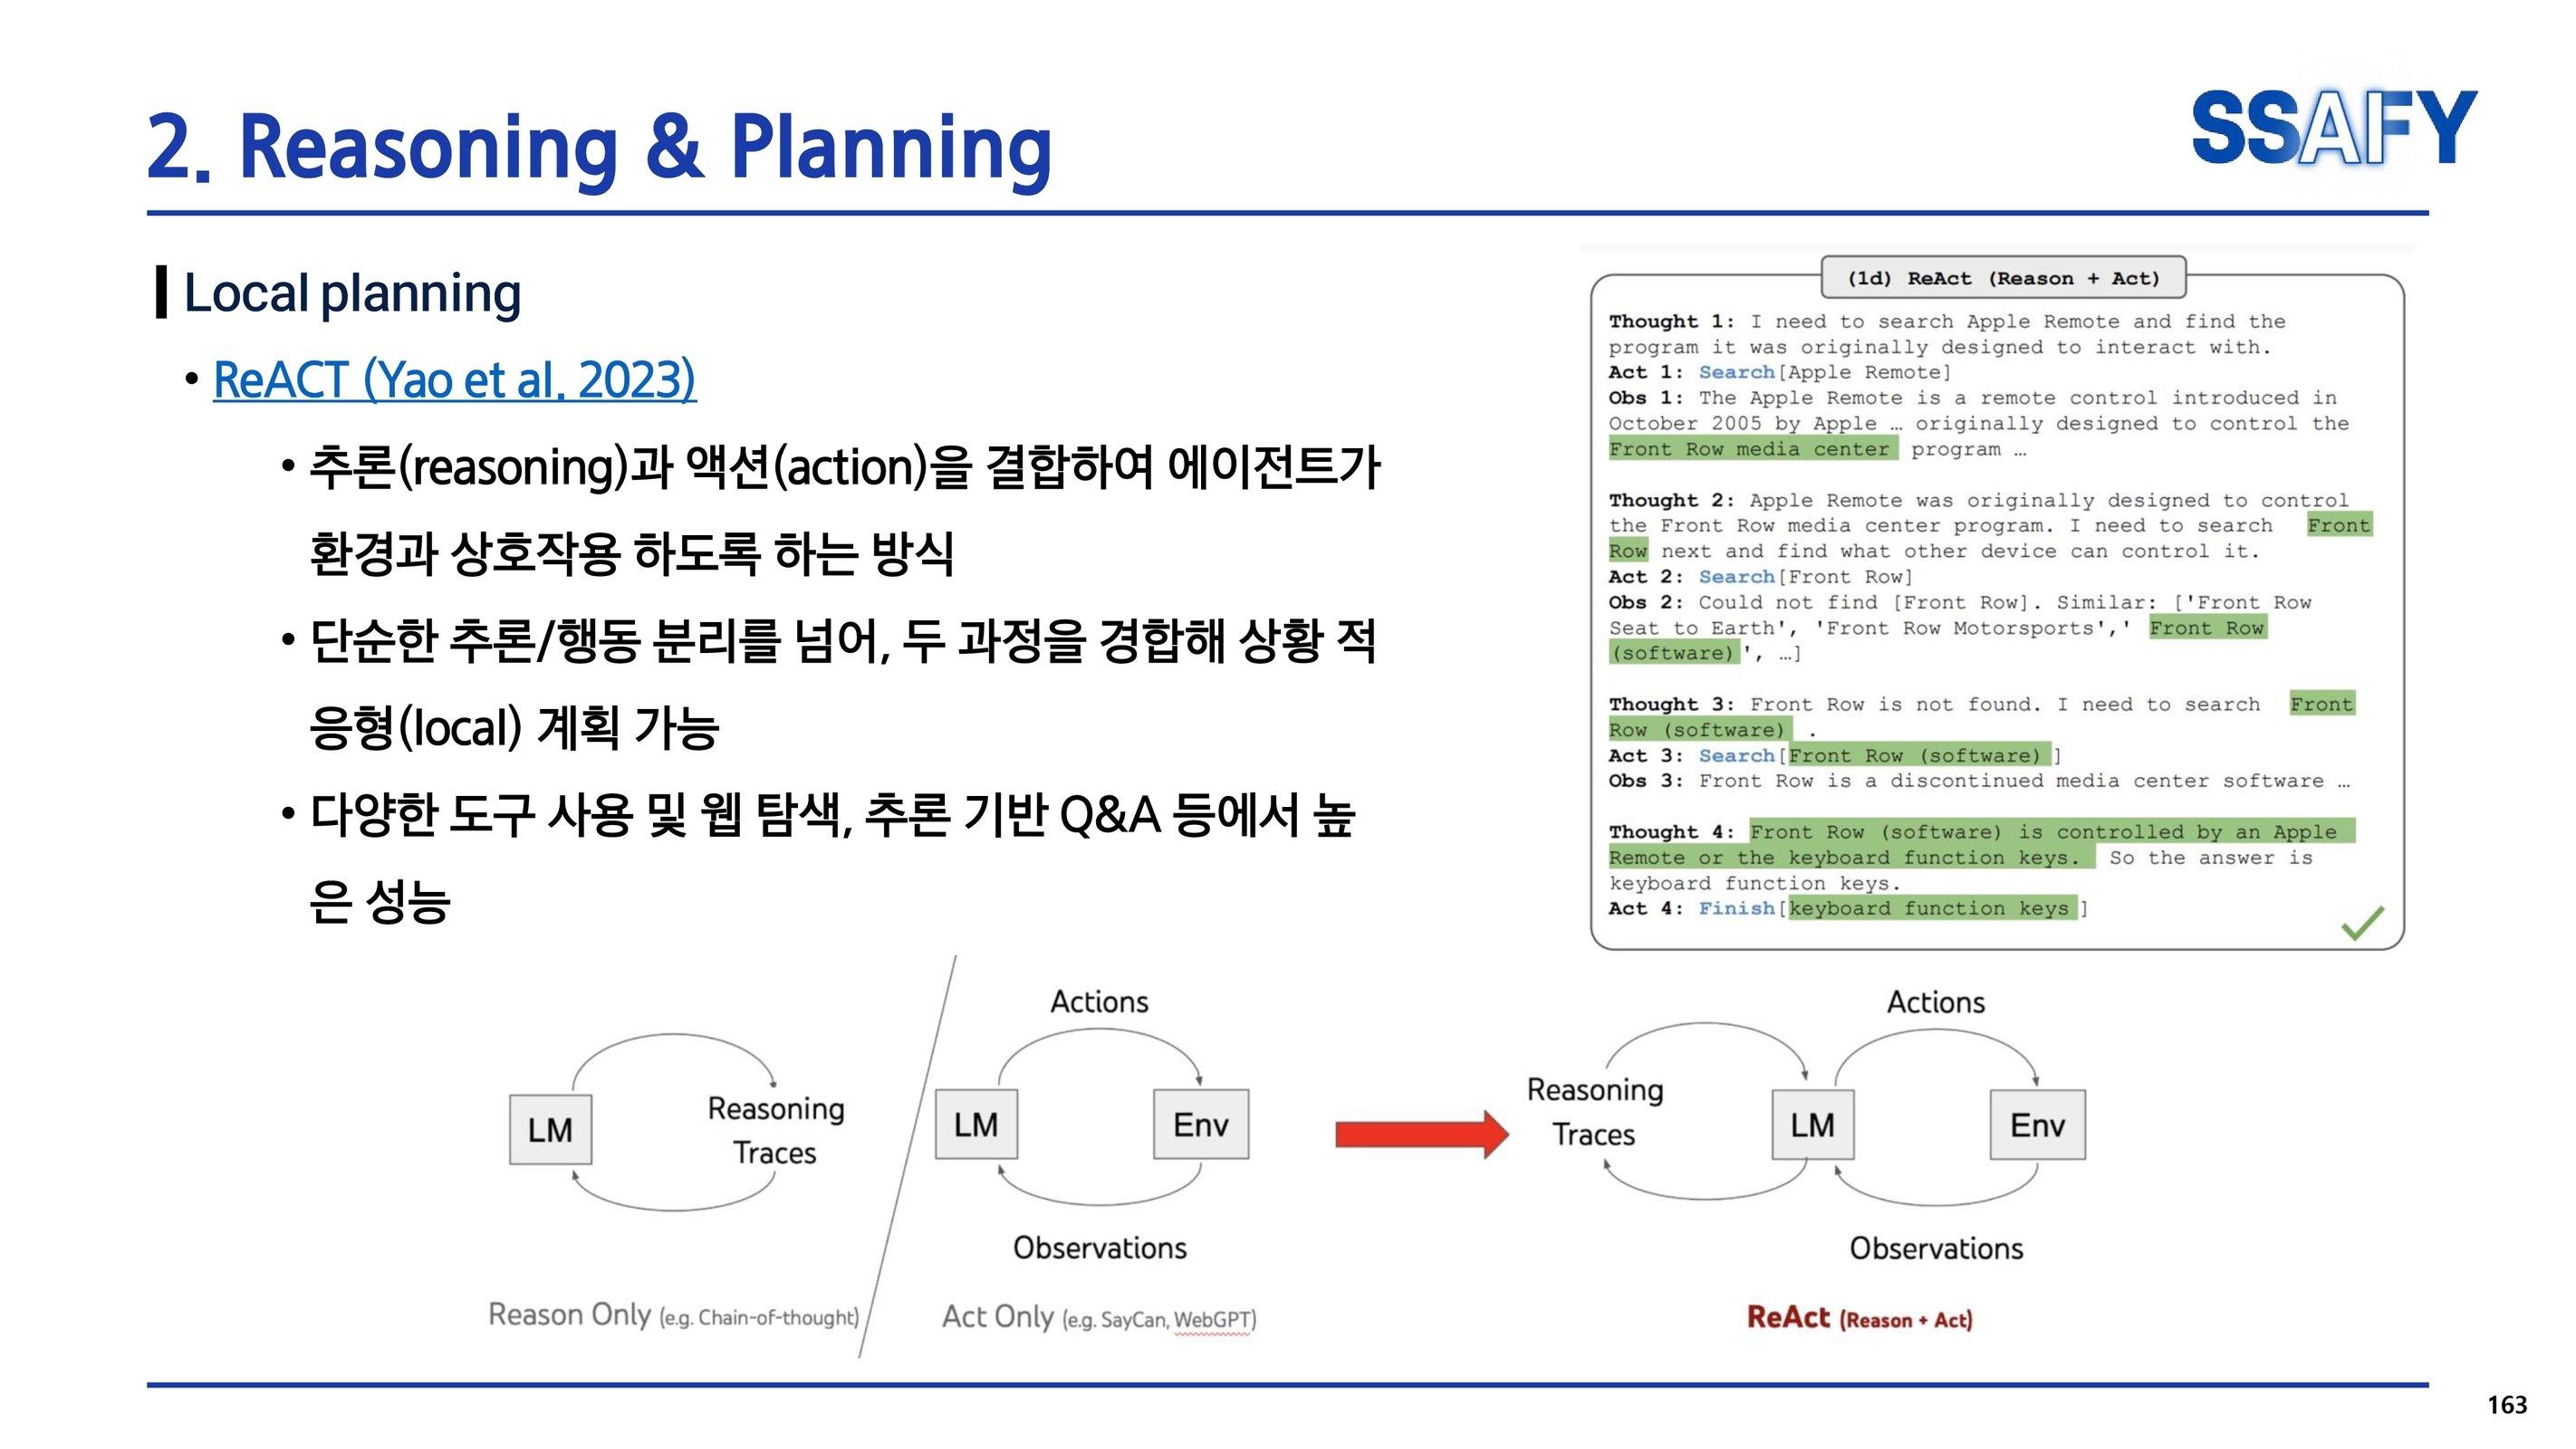 2. Reasoning & Planning
SSAFY
Local planning
• ReACT (Yao et al. 2023)
• 추론(reasoning)과 액션(action)을 결합하여 에이전트가
환경과 상호작용 하도록 하는 방식
• 단순한 추론/행동 분리를 넘어, 두 과정을 경합해 상황 적
응형(local) 계획 가능
• 다양한 도구 사용 및 웹 탐색, 추론 기반 Q&A 등에서 높
은 성능
(1d) ReAct (Reason + Act)
Thought 1: I need to search Apple Remote and find the
program it was originally designed to interact with.
Act 1: Search[Apple Remote]
Obs 1: The Apple Remote is a remote control introduced in
October 2005 by Apple … originally designed to control the
Front Row media center program …
Thought 2: Apple Remote was originally designed to control
the Front Row media center program. I need to search Front
Row next and find what other device can control it.
Act 2: Search[Front Row]
Obs 2: Could not find [Front Row]. Similar: ['Front Row
Seat to Earth', 'Front Row Motorsports',' Front Row
(software)', …]
Thought 3: Front Row is not found. I need to search Front
Row (software) .
Act 3: Search[Front Row (software) ]
Obs 3: Front Row is a discontinued media center software …
Thought 4: Front Row (software) is controlled by an Apple
Remote or the keyboard function keys. So the answer is
keyboard function keys.
Act 4: Finish[keyboard function keys ]
LM
Reasoning
Traces
Reason Only (e.g. Chain-of-thought)
Actions
LM
Env
Observations
Act Only (e.g. SayCan, WebGPT)
Reasoning
Traces
Actions
LM
Env
Observations
ReAct (Reason + Act)
163